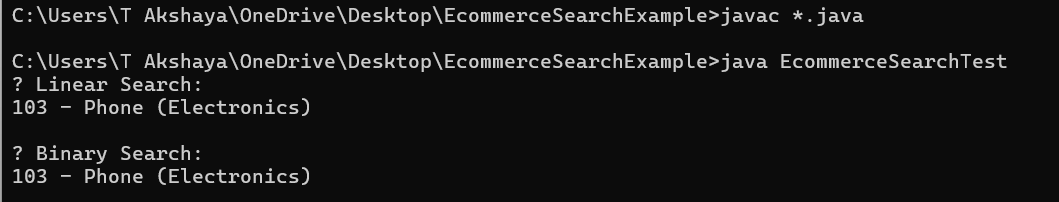 C:\Users\T Akshaya\OneDrive\Desktop\EcommerceSearchExample>javac *.java
C:\Users\T Akshaya\OneDrive\Desktop\EcommerceSearchExample>java EcommerceSearchTest
? Linear Search:
103 - Phone (Electronics)
? Binary Search:
103 - Phone (Electronics)